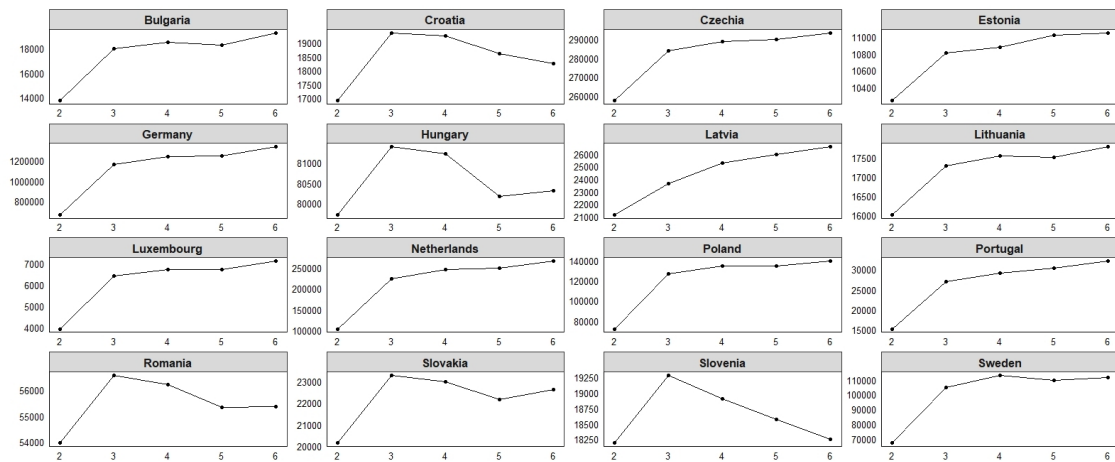 Bulgaria
18000
16000
14000
2 3 4 5 6
Croatia
19000
18500
18000
17500
17000
2 3 4 5 6
Czechia
290000
280000
270000
260000
2 3 4 5 6
Estonia
11000
10800
10600
10400
2 3 4 5 6
Germany
1200000
1000000
800000
2 3 4 5 6
Hungary
81000
80500
80000
2 3 4 5 6
Latvia
26000
25000
24000
23000
22000
21000
2 3 4 5 6
Lithuania
17500
17000
16500
16000
2 3 4 5 6
Luxembourg
7000
6000
5000
4000
2 3 4 5 6
Netherlands
250000
200000
150000
100000
2 3 4 5 6
Poland
140000
120000
100000
80000
2 3 4 5 6
Portugal
30000
25000
20000
15000
2 3 4 5 6
Romania
56000
55000
54000
2 3 4 5 6
Slovakia
23000
22000
21000
20000
2 3 4 5 6
Slovenia
19250
19000
18750
18500
18250
2 3 4 5 6
Sweden
110000
100000
90000
80000
70000
2 3 4 5 6